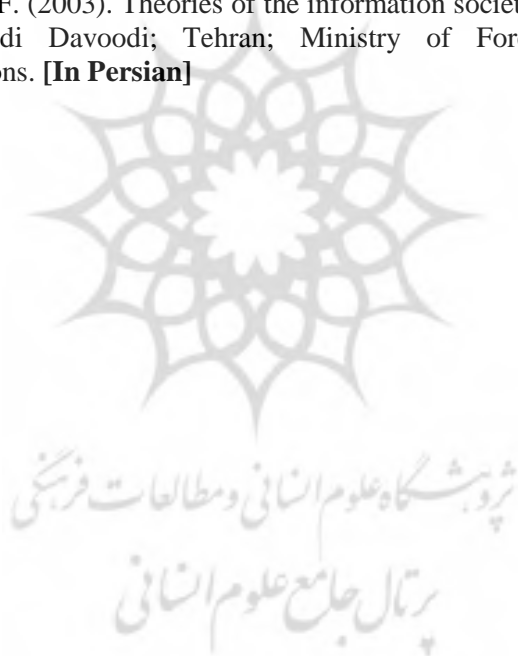 F. (2003). Theories of the information societ
di Davoodi; Tehran; Ministry of For
ons. [In Persian]
پژوهشگاه علوم انسانی و مطالعات فرهنگی
پرتال جامع علوم انسانی